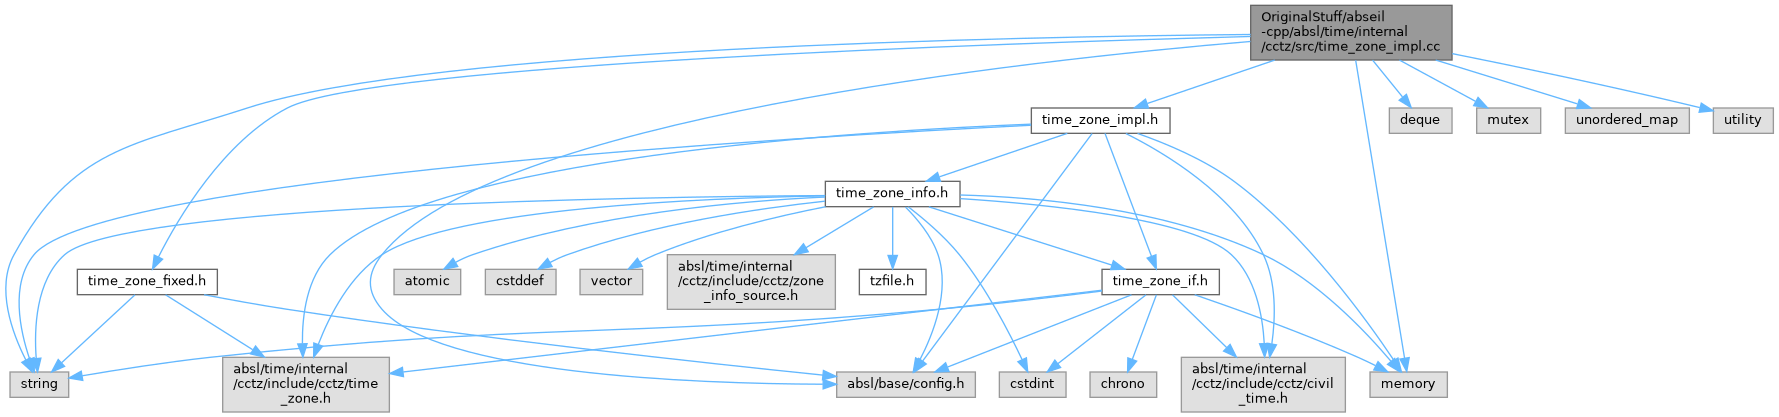 OriginalStuff/abseil
-cpp/absl/time/internal
/cctz/src/time_zone_impl.cc
time_zone_impl.h
deque
mutex
unordered_map
utility
time_zone_info.h
time_zone_fixed.h
atomic
cstddef
vector
absl/time/internal
/cctz/include/cctz/zone
_info_source.h
tzfile.h
time_zone_if.h
string
absl/time/internal
/cctz/include/cctz/time
_zone.h
absl/base/config.h
cstdint
chrono
absl/time/internal
/cctz/include/cctz/civil
_time.h
memory